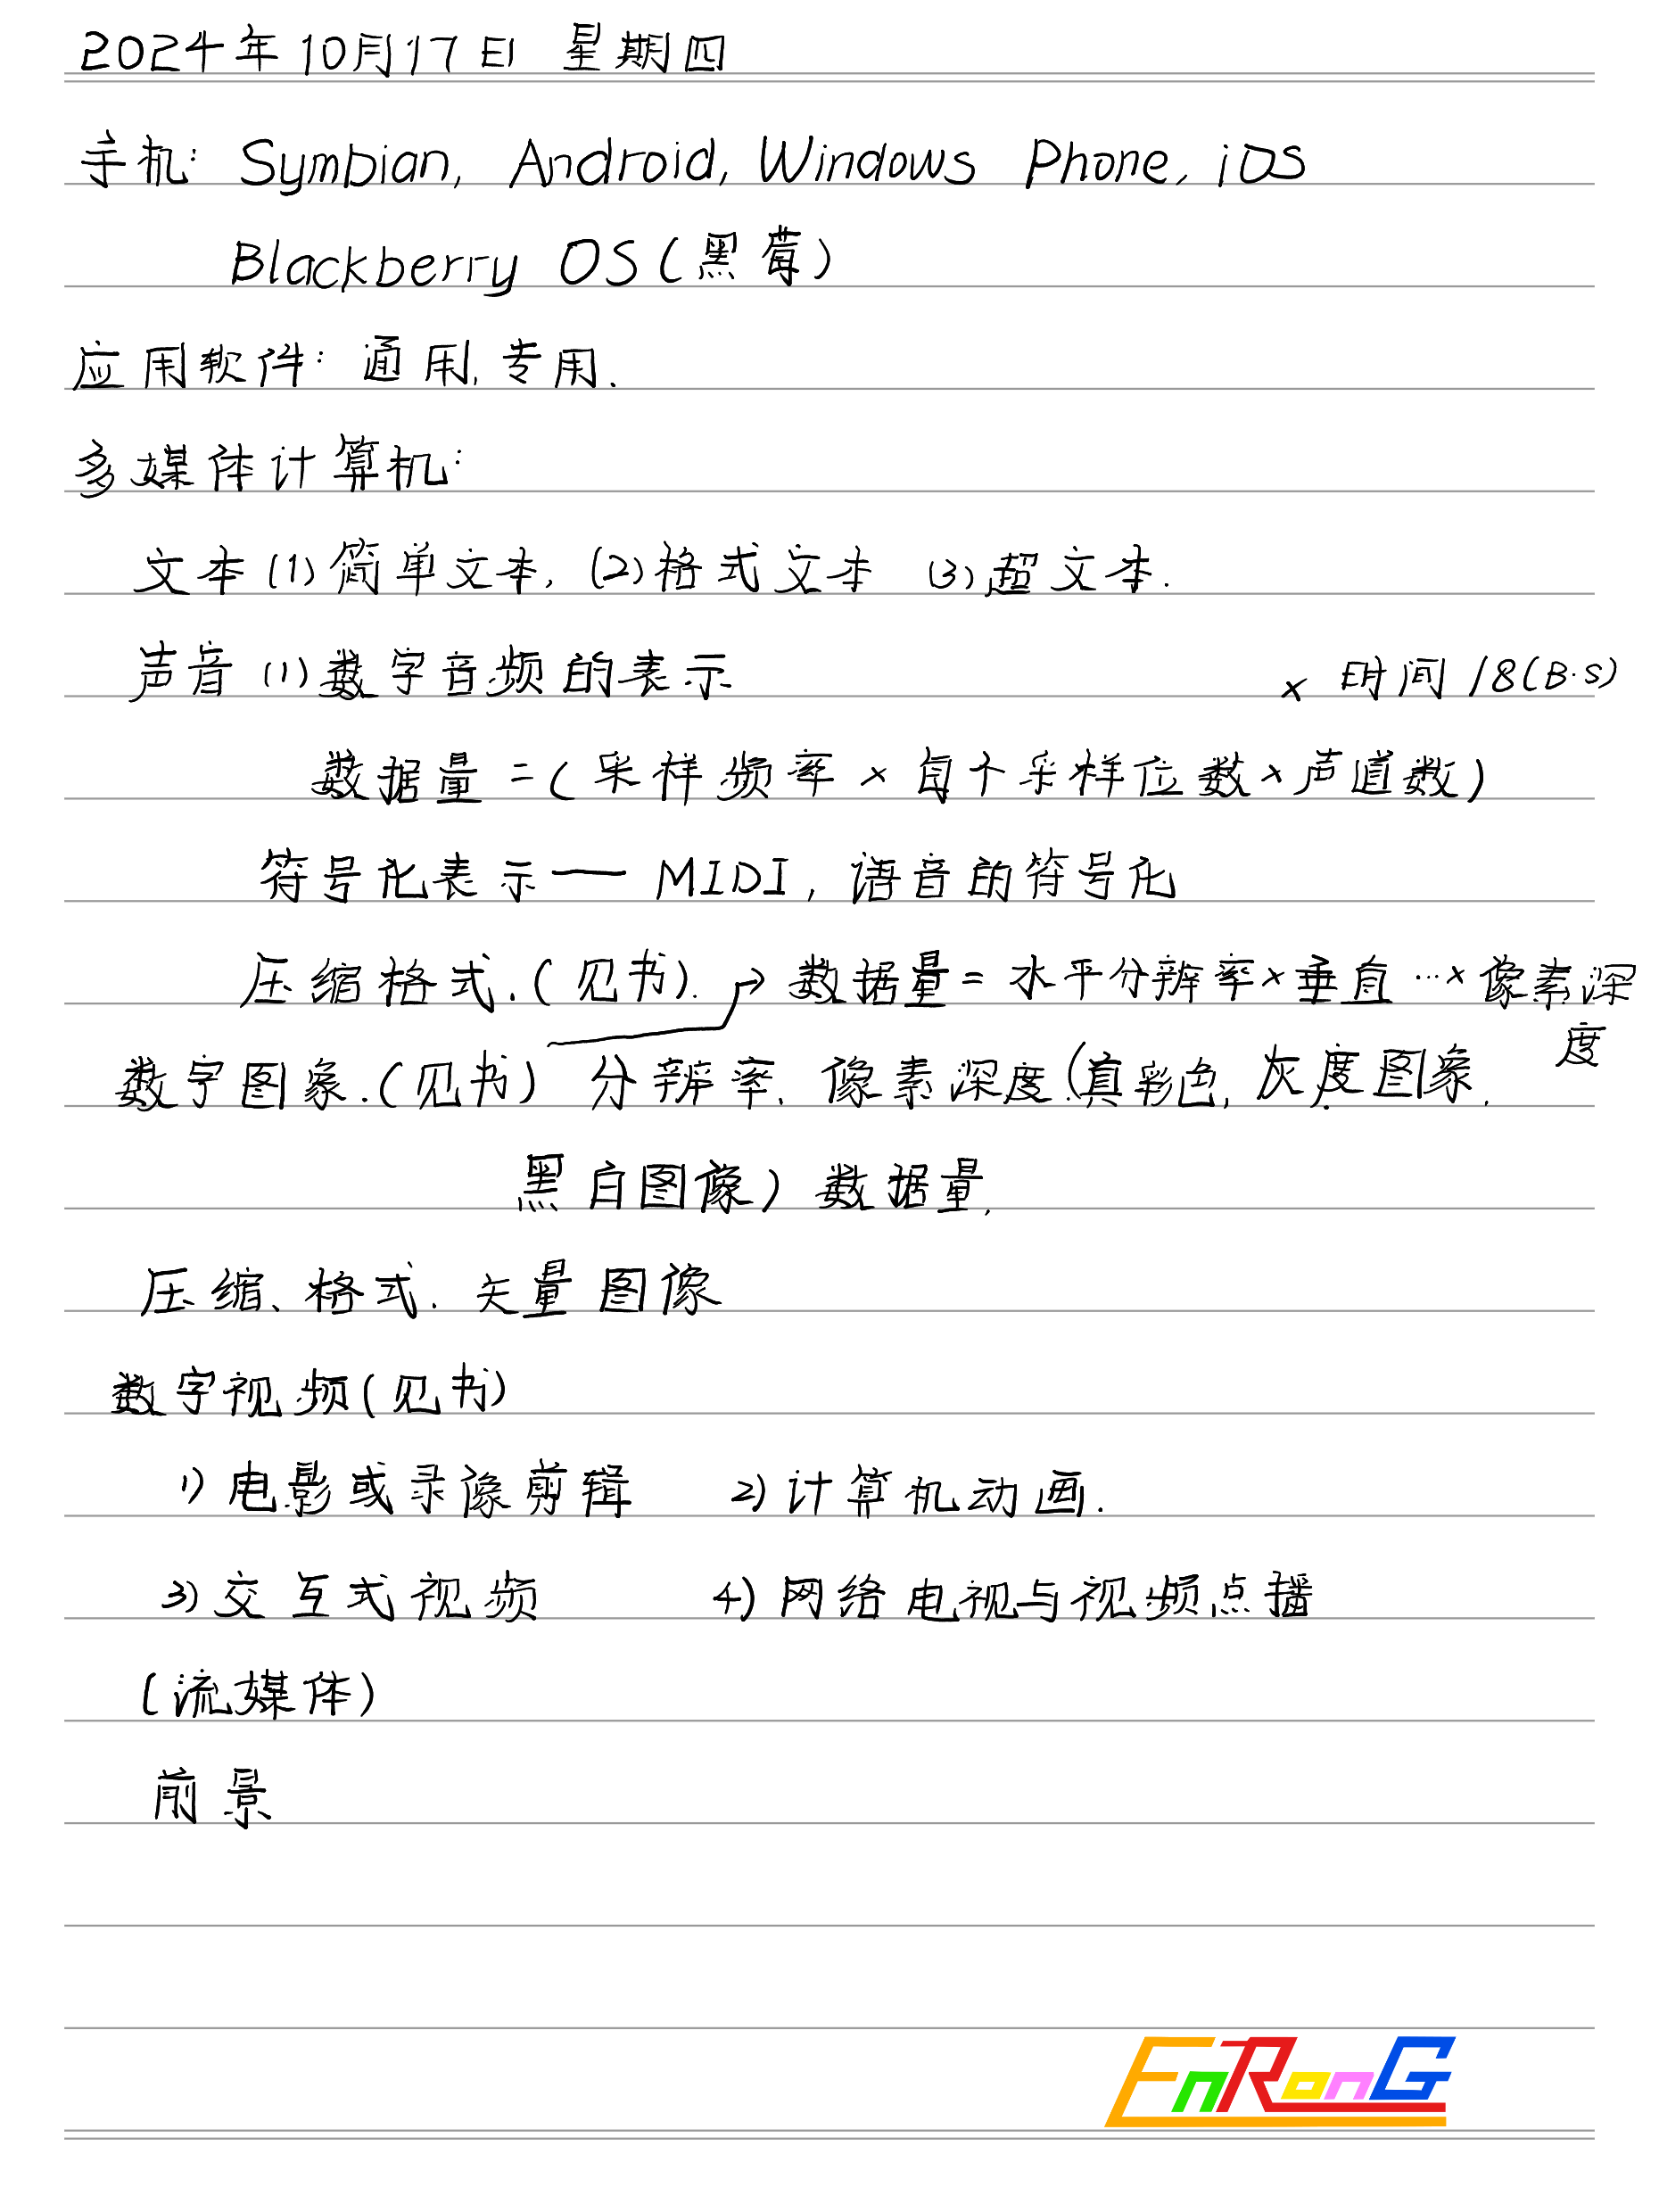 2024年10月17日 星期四
手机: Symbian, Android, Windows Phone, iOS
Blackberry OS(黑莓)
应用软件: 通用, 专用.
多媒体计算机:
文本 (1)简单文本, (2)格式文本 (3)超文本.
声音 (1)数字音频的表示
× 时间 /8(B·S)
数据量 =(采样频率 × 每个采样位数×声道数)
符号化表示 — MIDI, 语音的符号化
压缩格式.(见书). → 数据量= 水平分辨率×垂直 …× 像素深
度
数字图象.(见书) 分辨率. 像素深度.(真彩色, 灰度图象.
黑白图像) 数据量.
压缩、格式. 矢量图像
数字视频(见书)
1)电影或录像剪辑 2)计算机动画.
3)交互式视频 4)网络电视与视频点播
(流媒体)
前景
EnRonG